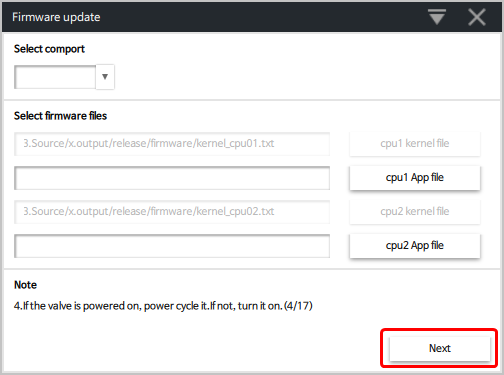 Firmware update
Select comport
Select firmware files
3.Source/x.output/release/firmware/kernel_cpu01.txt
cpu1 kernel file
cpu1 App file
3.Source/x.output/release/firmware/kernel_cpu02.txt
cpu2 kernel file
cpu2 App file
Note
4.If the valve is powered on, power cycle it.If not, turn it on. (4/17)
Next